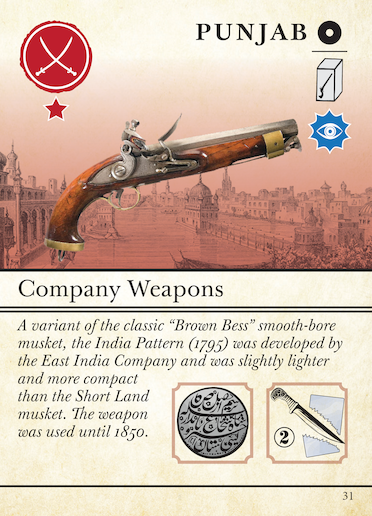 PUNJAB
Company Weapons
A variant of the classic “Brown Bess” smooth-bore
musket, the India Pattern (1795) was developed by
the East India Company and was slightly lighter
and more compact
than the Short Land
musket. The weapon
was used until 1850.
2
31